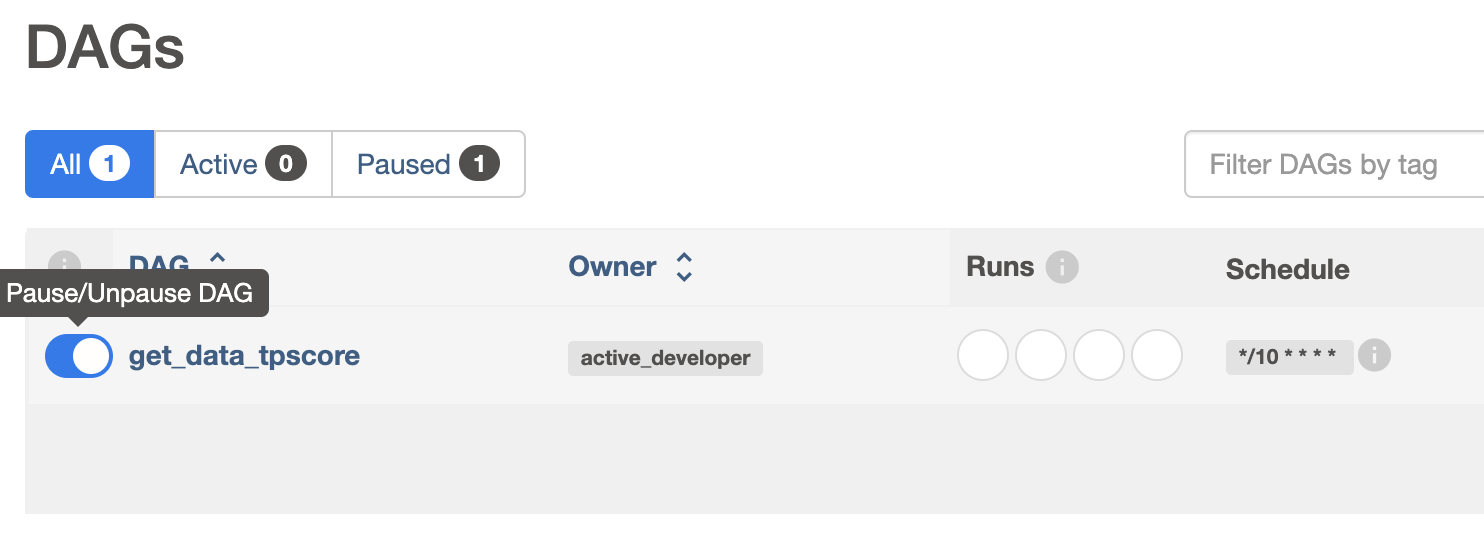 DAGs
All 1 Active 0 Paused 1 Filter DAGs by tag
DAG Owner Runs Schedule
Pause/Unpause DAG
get_data_tpscore active_developer */10 * * * *